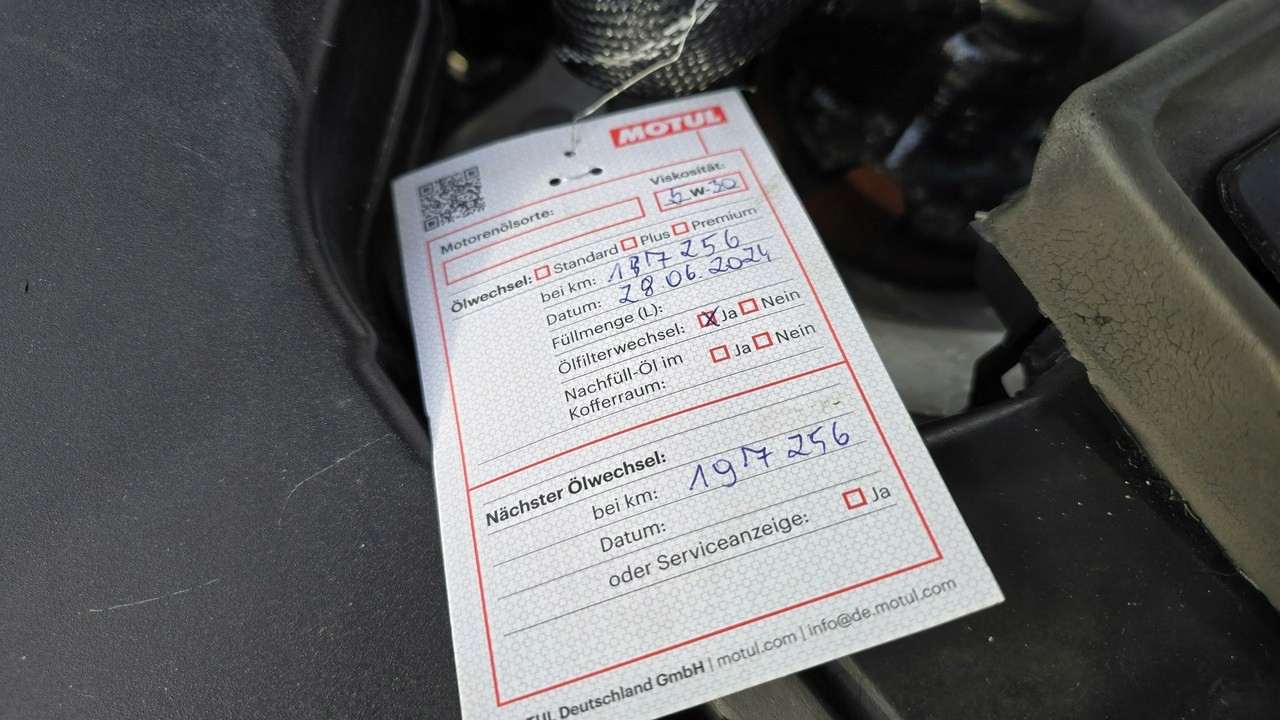 MOTUL
Viskosität:
5 W-30
Motorenölsorte:
Ölwechsel: Standard Plus Premium
bei km: 187 256
Datum: 28 06. 2024
Füllmenge (L):
Ölfilterwechsel: X Ja Nein
Nachfüll-Öl im Ja Nein
Kofferraum:
Nächster Ölwechsel:
bei km: 197 256
Datum:
oder Serviceanzeige: Ja
TUL Deutschland GmbH | motul.com | info@de.motul.com